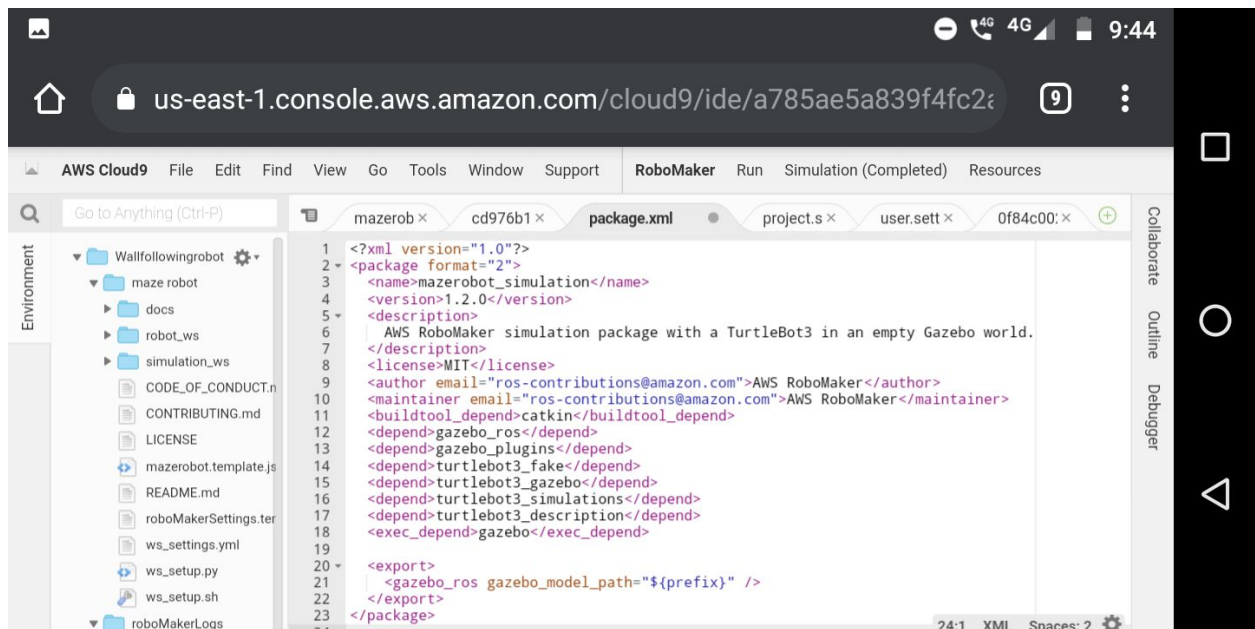 4G 4G 9:44
us-east-1.console.aws.amazon.com/cloud9/ide/a785ae5a839f4fc2a
9
AWS Cloud9 File Edit Find View Go Tools Window Support RoboMaker Run Simulation (Completed) Resources
Go to Anything (Ctrl-P)
mazerob × cd976b1 × package.xml project.s × user.sett × 0f84c00: ×
Environment
Wallfollowingrobot
maze robot
docs
robot_ws
simulation_ws
CODE_OF_CONDUCT.n
CONTRIBUTING.md
LICENSE
mazerobot.template.js
README.md
roboMakerSettings.ter
ws_settings.yml
ws_setup.py
ws_setup.sh
roboMakerLogs
1 <?xml version="1.0"?>
2 <package format="2">
3 <name>mazerobot_simulation</name>
4 <version>1.2.0</version>
5 <description>
6 AWS RoboMaker simulation package with a TurtleBot3 in an empty Gazebo world.
7 </description>
8 <license>MIT</license>
9 <author email="ros-contributions@amazon.com">AWS RoboMaker</author>
10 <maintainer email="ros-contributions@amazon.com">AWS RoboMaker</maintainer>
11 <buildtool_depend>catkin</buildtool_depend>
12 <depend>gazebo_ros</depend>
13 <depend>gazebo_plugins</depend>
14 <depend>turtlebot3_fake</depend>
15 <depend>turtlebot3_gazebo</depend>
16 <depend>turtlebot3_simulations</depend>
17 <depend>turtlebot3_description</depend>
18 <exec_depend>gazebo</exec_depend>
19
20 <export>
21 <gazebo_ros gazebo_model_path="${prefix}" />
22 </export>
23 </package>
24:1 XML Spaces: 2
Collaborate
Outline
Debugger